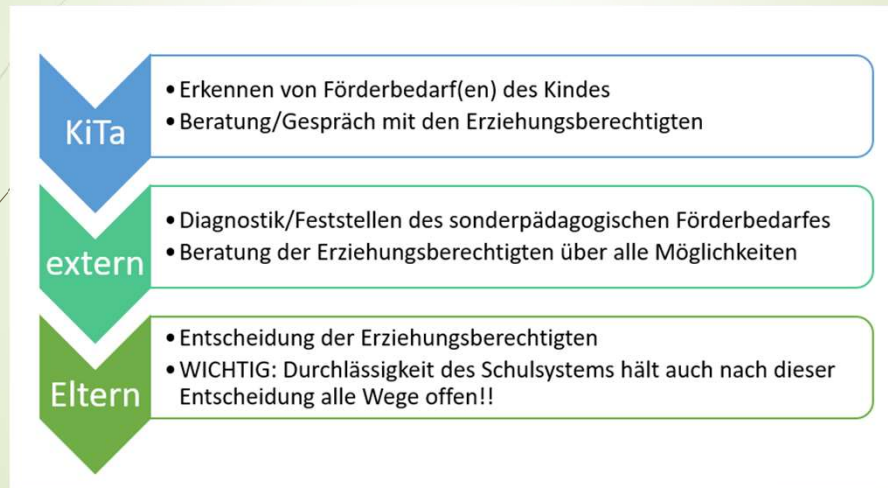 KiTa
• Erkennen von Förderbedarf(en) des Kindes
• Beratung/Gespräch mit den Erziehungsberechtigten
extern
• Diagnostik/Feststellen des sonderpädagogischen Förderbedarfes
• Beratung der Erziehungsberechtigten über alle Möglichkeiten
Eltern
• Entscheidung der Erziehungsberechtigten
• WICHTIG: Durchlässigkeit des Schulsystems hält auch nach dieser
Entscheidung alle Wege offen!!